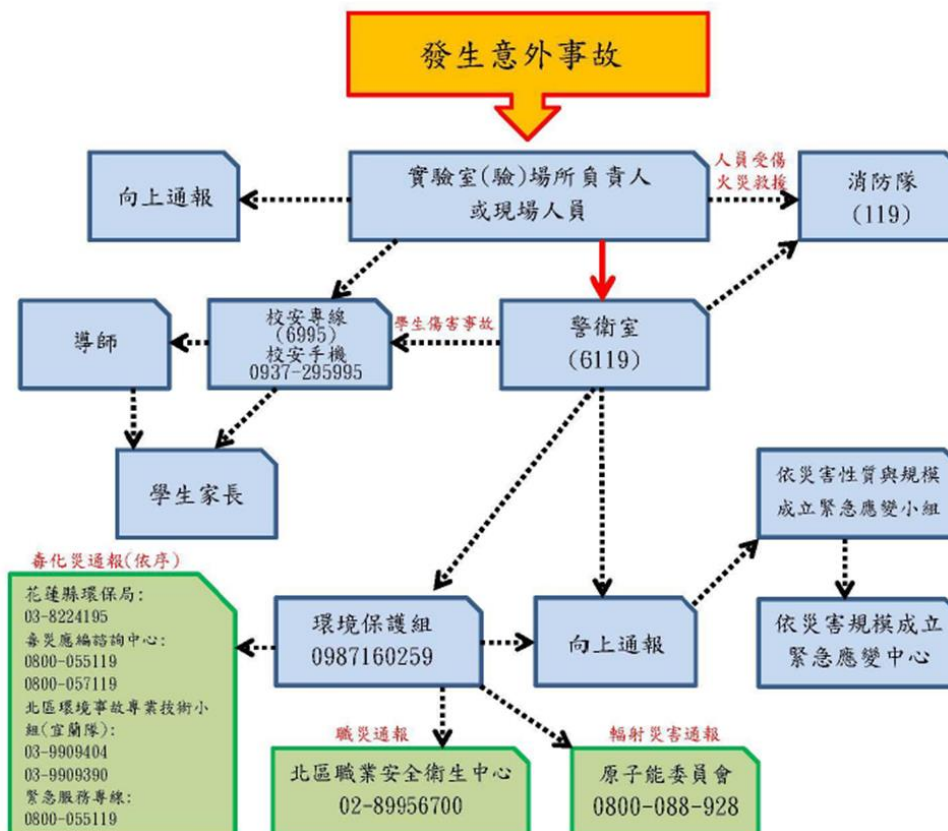 發生意外事故
實驗室(驗)場所負責人
或現場人員
向上通報
人員受傷
火災救援
消防隊
(119)
導師
校安專線
(6995)
校安手機
0937-295995
學生傷害事故
警衛室
(6119)
學生家長
依災害性質與規模
成立緊急應變小組
毒化災通報(依序)
花蓮縣環保局:
03-8224195
毒災應編諮詢中心:
0800-055119
0800-057119
北區環境事故專業技術小
組(宜蘭隊):
03-9909404
03-9909390
緊急服務專線:
0800-055119
環境保護組
0987160259
向上通報
依災害規模成立
緊急應變中心
職災通報
北區職業安全衛生中心
02-89956700
輻射災害通報
原子能委員會
0800-088-928